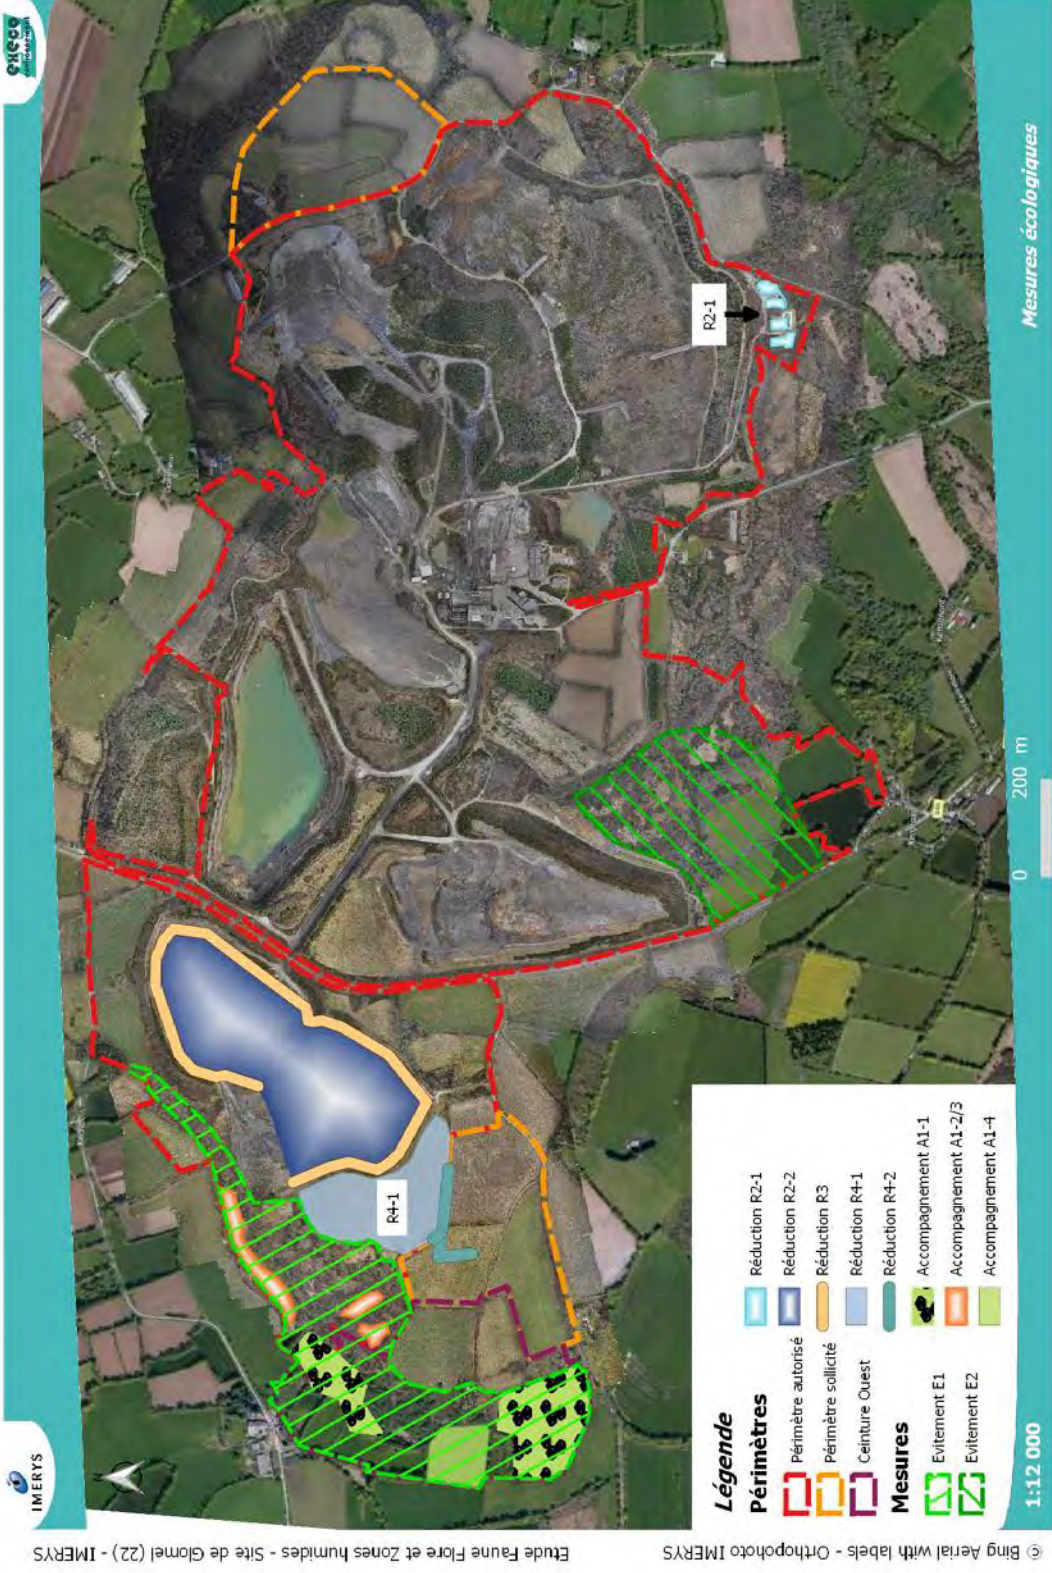 execo
IMERYS
Mesures écologiques
R2-1
R4-1
Légende
Périmètres
Périmètre autorisé
Périmètre sollicité
Ceinture Ouest
Mesures
Evitement E1
Evitement E2
Réduction R2-1
Réduction R2-2
Réduction R3
Réduction R4-1
Réduction R4-2
Accompagnement A1-1
Accompagnement A1-2/3
Accompagnement A1-4
0 200 m
1:12 000
Etude Faune Flore et Zones humides - Site de Glomel (22) - IMERYS
© Bing Aerial with labels - Orthopohoto IMERYS